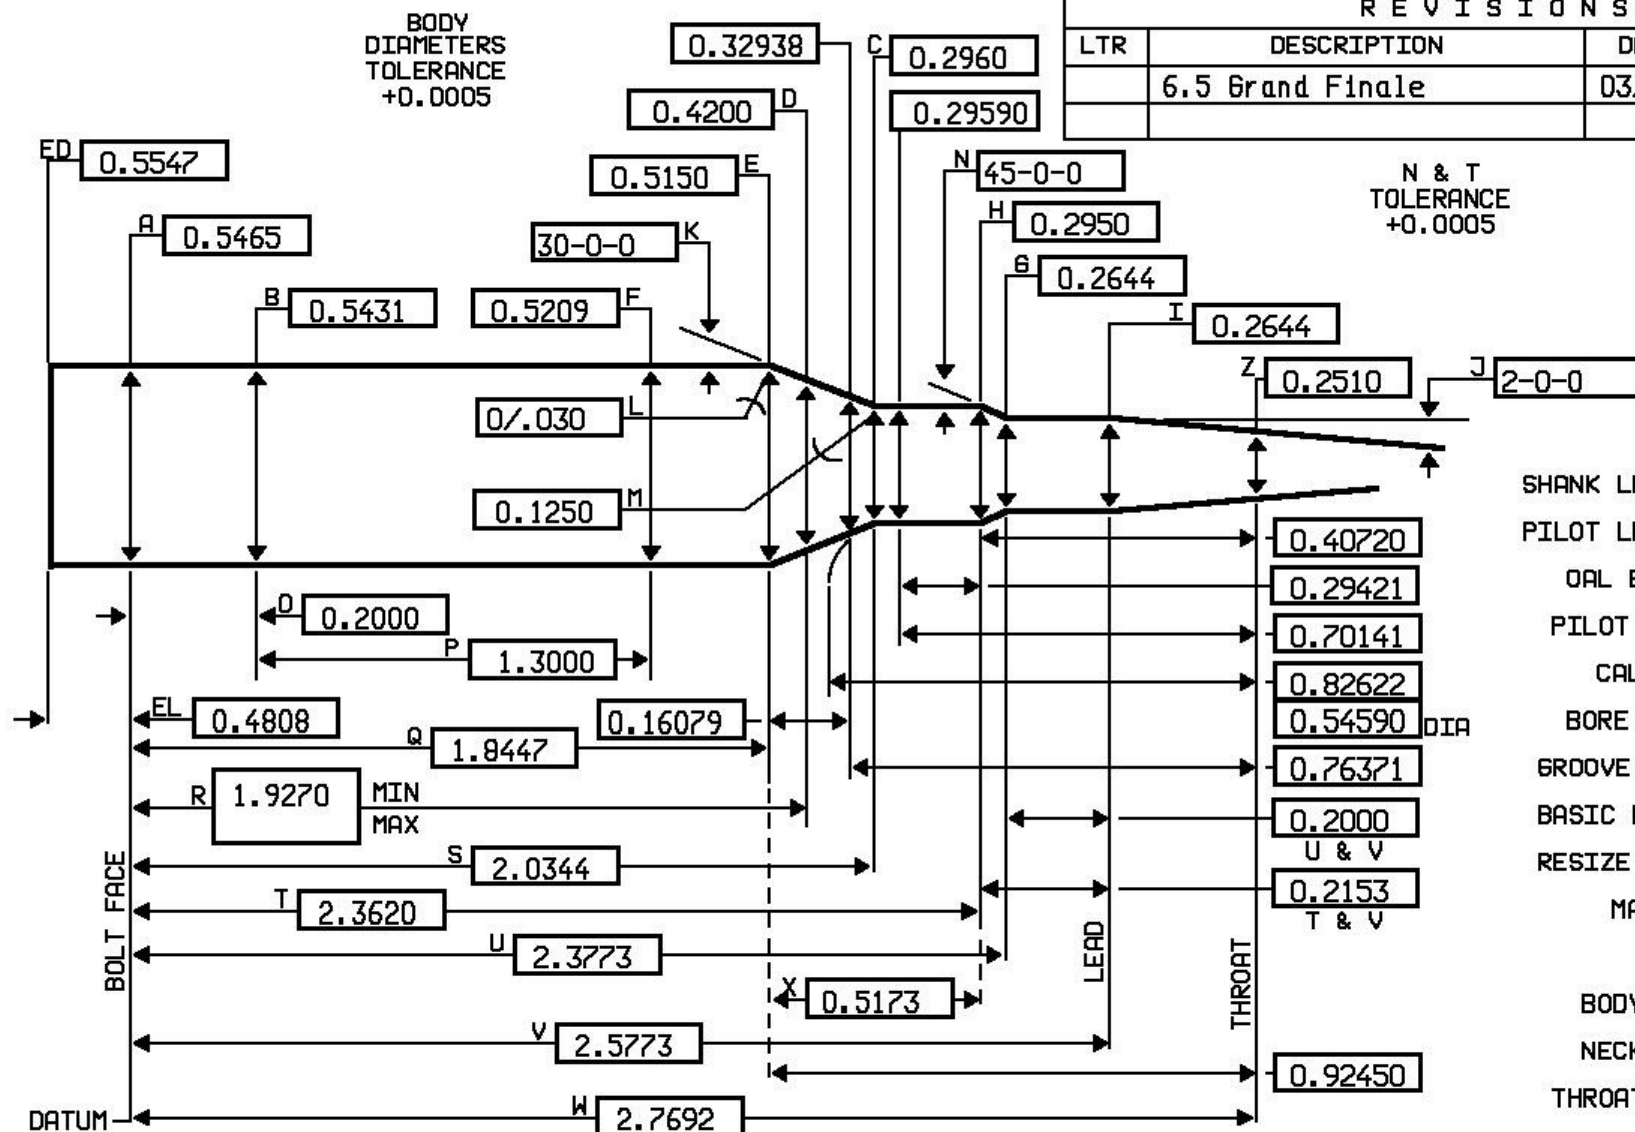 REVISIONS
LTR DESCRIPTION
6.5 Grand Finale 03
BODY
DIAMETERS
TOLERANCE
+0.0005
0.32938
C 0.2960
0.4200 D
0.29590
ED 0.5547
0.5150 E
N 45-0-0
N & T
TOLERANCE
+0.0005
A 0.5465
30-0-0 K
H 0.2950
G 0.2644
B 0.5431
0.5209 F
I 0.2644
Z 0.2510
J 2-0-0
0/.030 L
0.1250 M
SHANK
0.40720
PILOT
0.29421
OAL
O 0.2000
0.70141
PILOT
P 1.3000
0.82622
EL 0.4808
0.16079
0.54590 DIA
BORE
Q 1.8447
0.76371
GROOVE
R 1.9270 MIN
MAX
0.2000
U & V
BASIC
S 2.0344
RESIZE
0.2153
T & V
T 2.3620
U 2.3773
BOLT FACE
LEAD
THROAT
X 0.5173
BODY
V 2.5773
NECK
0.92450
THROAT
DATUM
W 2.7692